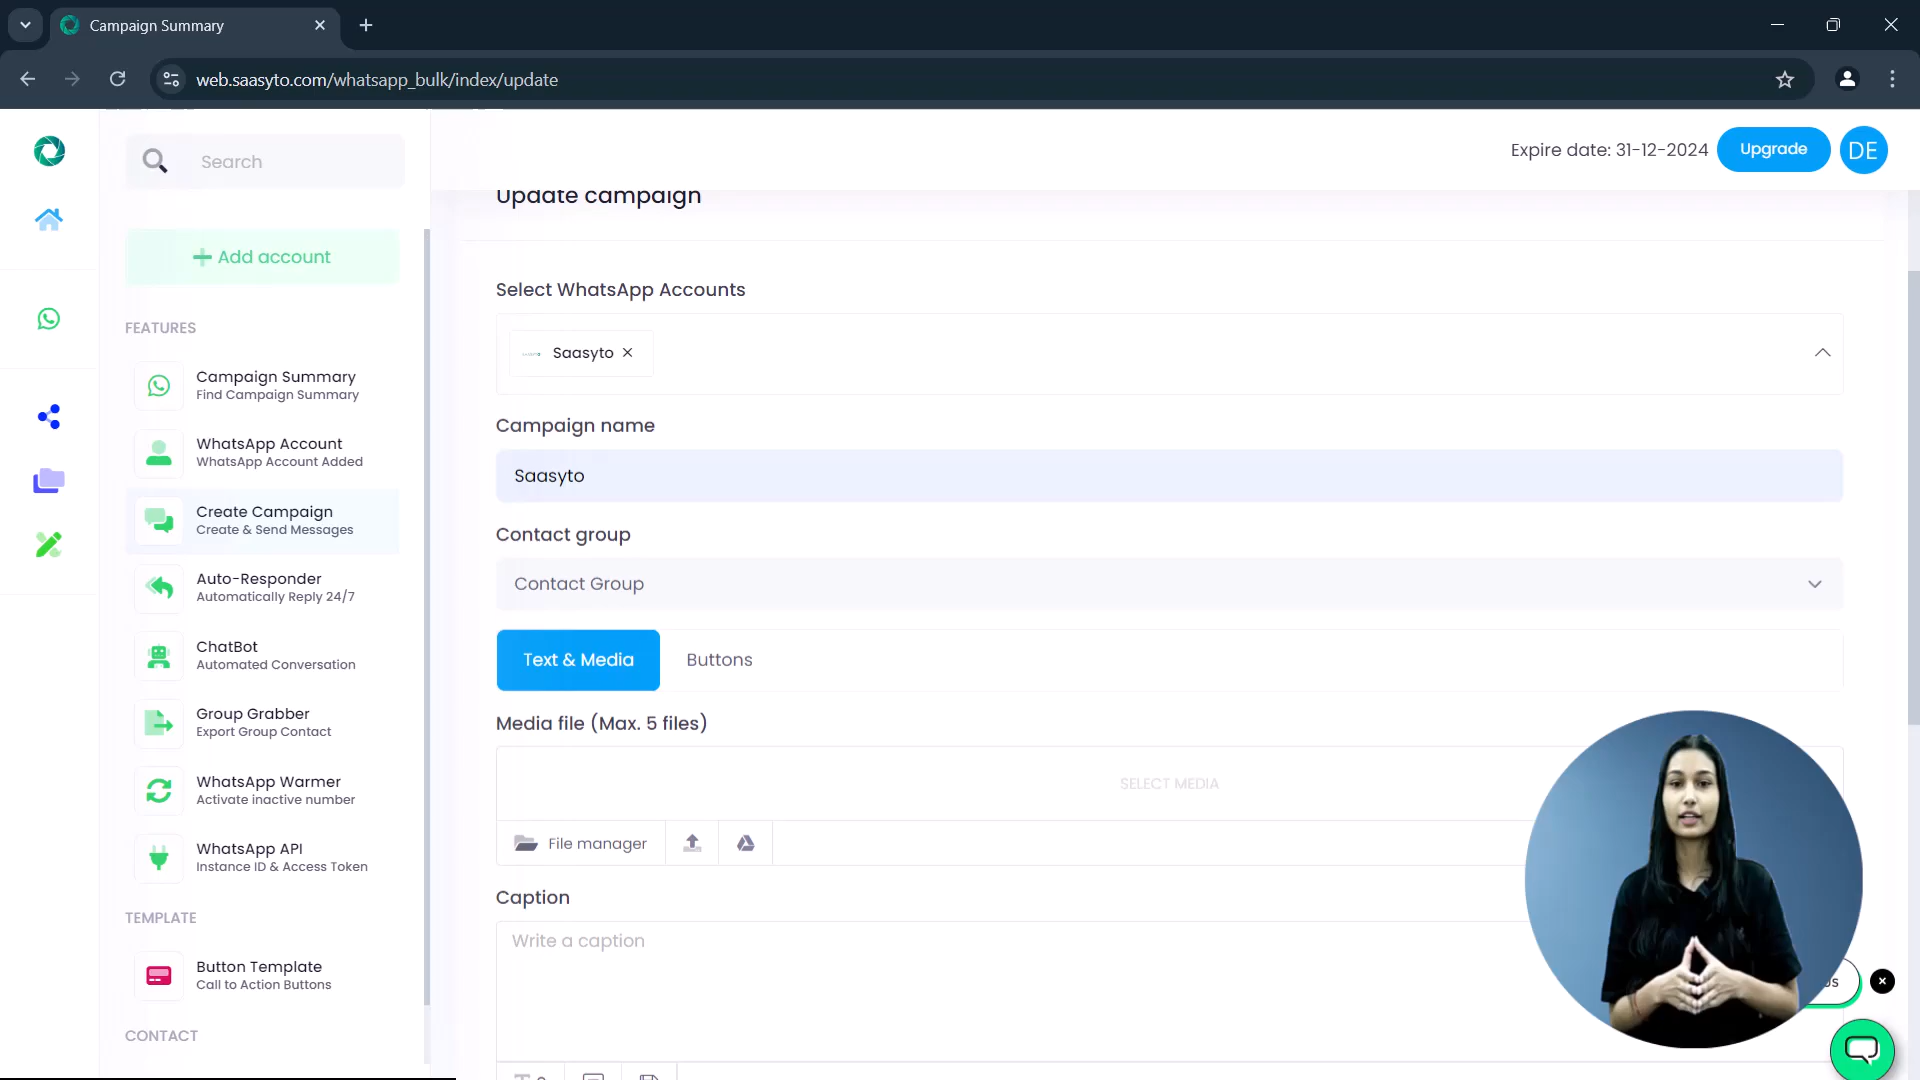 Campaign Summary
web.saasyto.com/whatsapp_bulk/index/update
Search
Expire date: 31-12-2024
Upgrade
DE
Add account
FEATURES
Campaign Summary
Find Campaign Summary
WhatsApp Account
WhatsApp Account Added
Create Campaign
Create & Send Messages
Auto-Responder
Automatically Reply 24/7
ChatBot
Automated Conversation
Group Grabber
Export Group Contact
WhatsApp Warmer
Activate inactive number
WhatsApp API
Instance ID & Access Token
TEMPLATE
Button Template
Call to Action Buttons
CONTACT
Update campaign
Select WhatsApp Accounts
Saasyto
Campaign name
Saasyto
Contact group
Contact Group
Text & Media
Buttons
Media file (Max. 5 files)
SELECT MEDIA
File manager
Caption
Write a caption